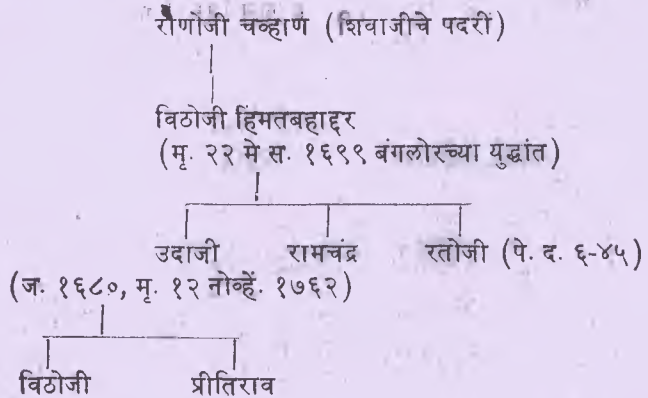 राणोजी चव्हाण (शिवाजीचे पदरीं)
विठोजी हिंमतबहाद्दर
(मृ. २२ मे स. १६९९ बंगलोरच्या युद्धांत)
उदाजी रामचंद्र रतोजी (पे. द. ६-४५)
(ज. १६८०, मृ. १२ नोव्हें. १७६२)
विठोजी प्रीतिराव